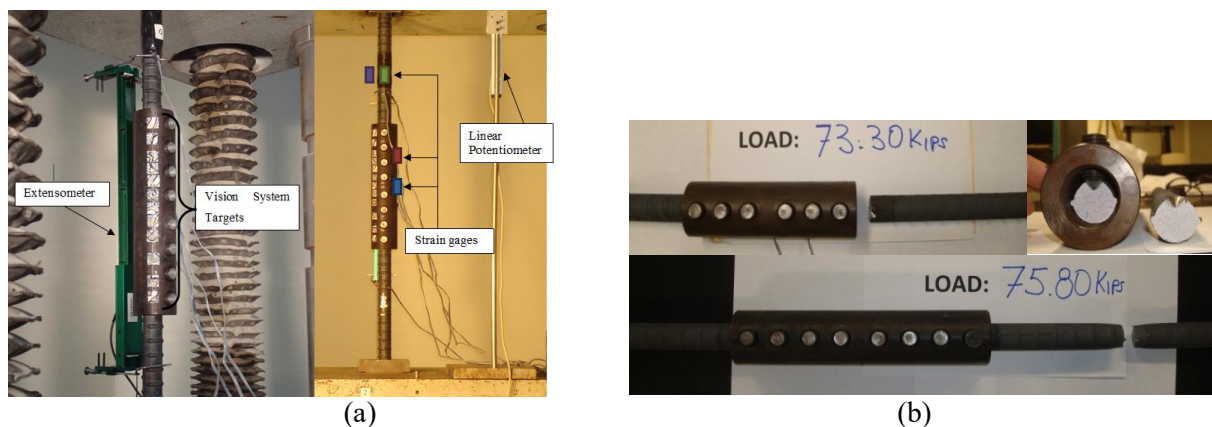 Extensometer
Vision System
Targets
Linear
Potentiometer
Strain gages
(a)
LOAD: 73.30 KIPS
LOAD: 75.80 KIPS
(b)